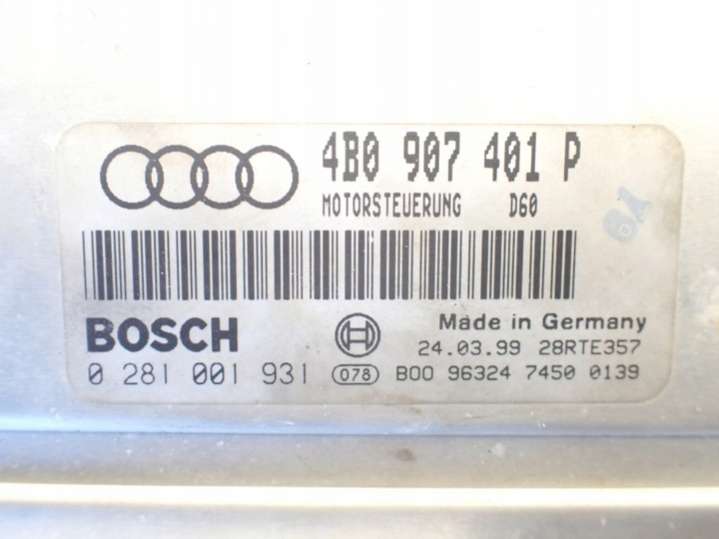 4B0 907 401 P
MOTORSTEUERUNG D60
BOSCH
Made in Germany
24.03.99 28RTE357
0 281 001 931 078 B00 96324 7450 0139